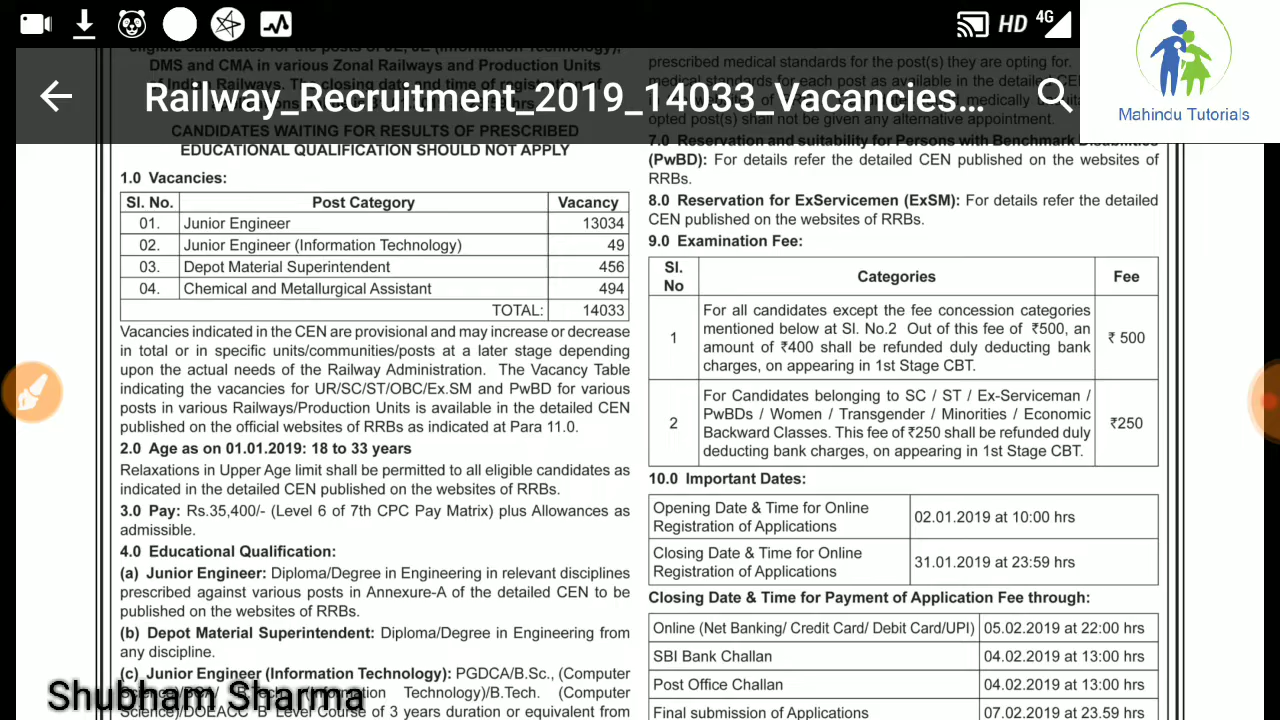 HD 4G
Mahindu Tutorials
Railway_Recruitment_2019_14033_Vacancies...
DMS and CMA in various Zonal Railways and Production Units
CANDIDATES WAITING FOR RESULTS OF PRESCRIBED
EDUCATIONAL QUALIFICATION SHOULD NOT APPLY
1.0 Vacancies:
Sl. No. Post Category Vacancy
01. Junior Engineer 13034
02. Junior Engineer (Information Technology) 49
03. Depot Material Superintendent 456
04. Chemical and Metallurgical Assistant 494
TOTAL: 14033
Vacancies indicated in the CEN are provisional and may increase or decrease
in total or in specific units/communities/posts at a later stage depending
upon the actual needs of the Railway Administration. The Vacancy Table
indicating the vacancies for UR/SC/ST/OBC/Ex.SM and PwBD for various
posts in various Railways/Production Units is available in the detailed CEN
published on the official websites of RRBs as indicated at Para 11.0.
2.0 Age as on 01.01.2019: 18 to 33 years
Relaxations in Upper Age limit shall be permitted to all eligible candidates as
indicated in the detailed CEN published on the websites of RRBs.
3.0 Pay: Rs.35,400/- (Level 6 of 7th CPC Pay Matrix) plus Allowances as
admissible.
4.0 Educational Qualification:
(a) Junior Engineer: Diploma/Degree in Engineering in relevant disciplines
prescribed against various posts in Annexure-A of the detailed CEN to be
published on the websites of RRBs.
(b) Depot Material Superintendent: Diploma/Degree in Engineering from
any discipline.
(c) Junior Engineer (Information Technology): PGDCA/B.Sc., (Computer
(Information Technology)/B.Tech. (Computer
Science)/DOEACC 'B' Level Course of 3 years duration or equivalent from
Shubham Sharma
prescribed medical standards for the post(s) they are opting for.
opted post(s) shall not be given any alternative appointment.
7.0 Reservation and suitability for Persons with Benchmark Disabilities
(PwBD): For details refer the detailed CEN published on the websites of
RRBs.
8.0 Reservation for ExServicemen (ExSM): For details refer the detailed
CEN published on the websites of RRBs.
9.0 Examination Fee:
Sl. No Categories Fee
1 For all candidates except the fee concession categories
mentioned below at Sl. No.2 Out of this fee of ₹500, an
amount of ₹400 shall be refunded duly deducting bank
charges, on appearing in 1st Stage CBT. ₹ 500
2 For Candidates belonging to SC / ST / Ex-Serviceman /
PwBDs / Women / Transgender / Minorities / Economic
Backward Classes. This fee of ₹250 shall be refunded duly
deducting bank charges, on appearing in 1st Stage CBT. ₹250
10.0 Important Dates:
Opening Date & Time for Online
Registration of Applications 02.01.2019 at 10:00 hrs
Closing Date & Time for Online
Registration of Applications 31.01.2019 at 23:59 hrs
Closing Date & Time for Payment of Application Fee through:
Online (Net Banking/ Credit Card/ Debit Card/UPI) 05.02.2019 at 22:00 hrs
SBI Bank Challan 04.02.2019 at 13:00 hrs
Post Office Challan 04.02.2019 at 13:00 hrs
Final submission of Applications 07.02.2019 at 23.59 hrs